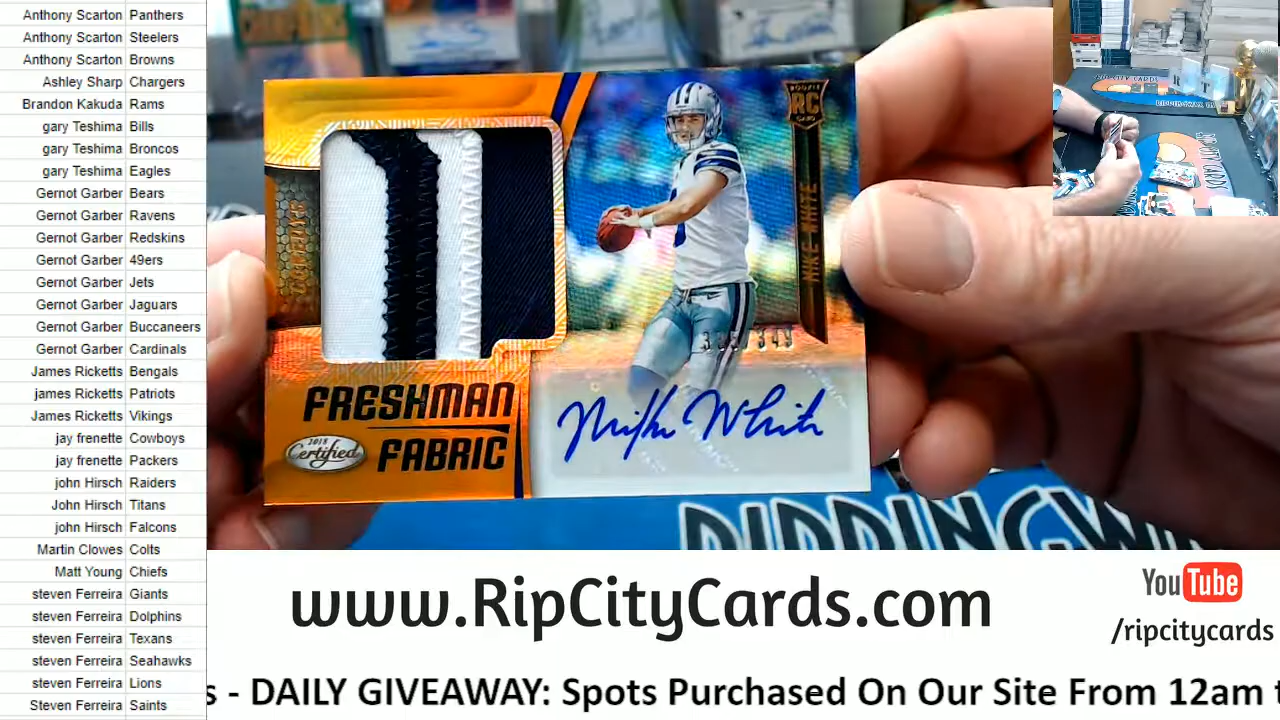 Anthony Scarton Panthers
Anthony Scarton Steelers
Anthony Scarton Browns
Ashley Sharp Chargers
Brandon Kakuda Rams
gary Teshima Bills
gary Teshima Broncos
gary Teshima Eagles
Gernot Garber Bears
Gernot Garber Ravens
Gernot Garber Redskins
Gernot Garber 49ers
Gernot Garber Jets
Gernot Garber Jaguars
Gernot Garber Buccaneers
Gernot Garber Cardinals
James Ricketts Bengals
james Ricketts Patriots
James Ricketts Vikings
jay frenette Cowboys
jay frenette Packers
john Hirsch Raiders
John Hirsch Titans
john Hirsch Falcons
Martin Clowes Colts
Matt Young Chiefs
steven Ferreira Giants
steven Ferreira Dolphins
steven Ferreira Texans
steven Ferreira Seahawks
steven Ferreira Lions
Steven Ferreira Saints
ROOKIE
RC
CARD
MIKE WHITE
FRESHMAN
FABRIC
2018
Certified
Mike White
RIP CITY CARDS
www.RipCityCards.com
YouTube
/ripcitycards
s - DAILY GIVEAWAY: Spots Purchased On Our Site From 12am t